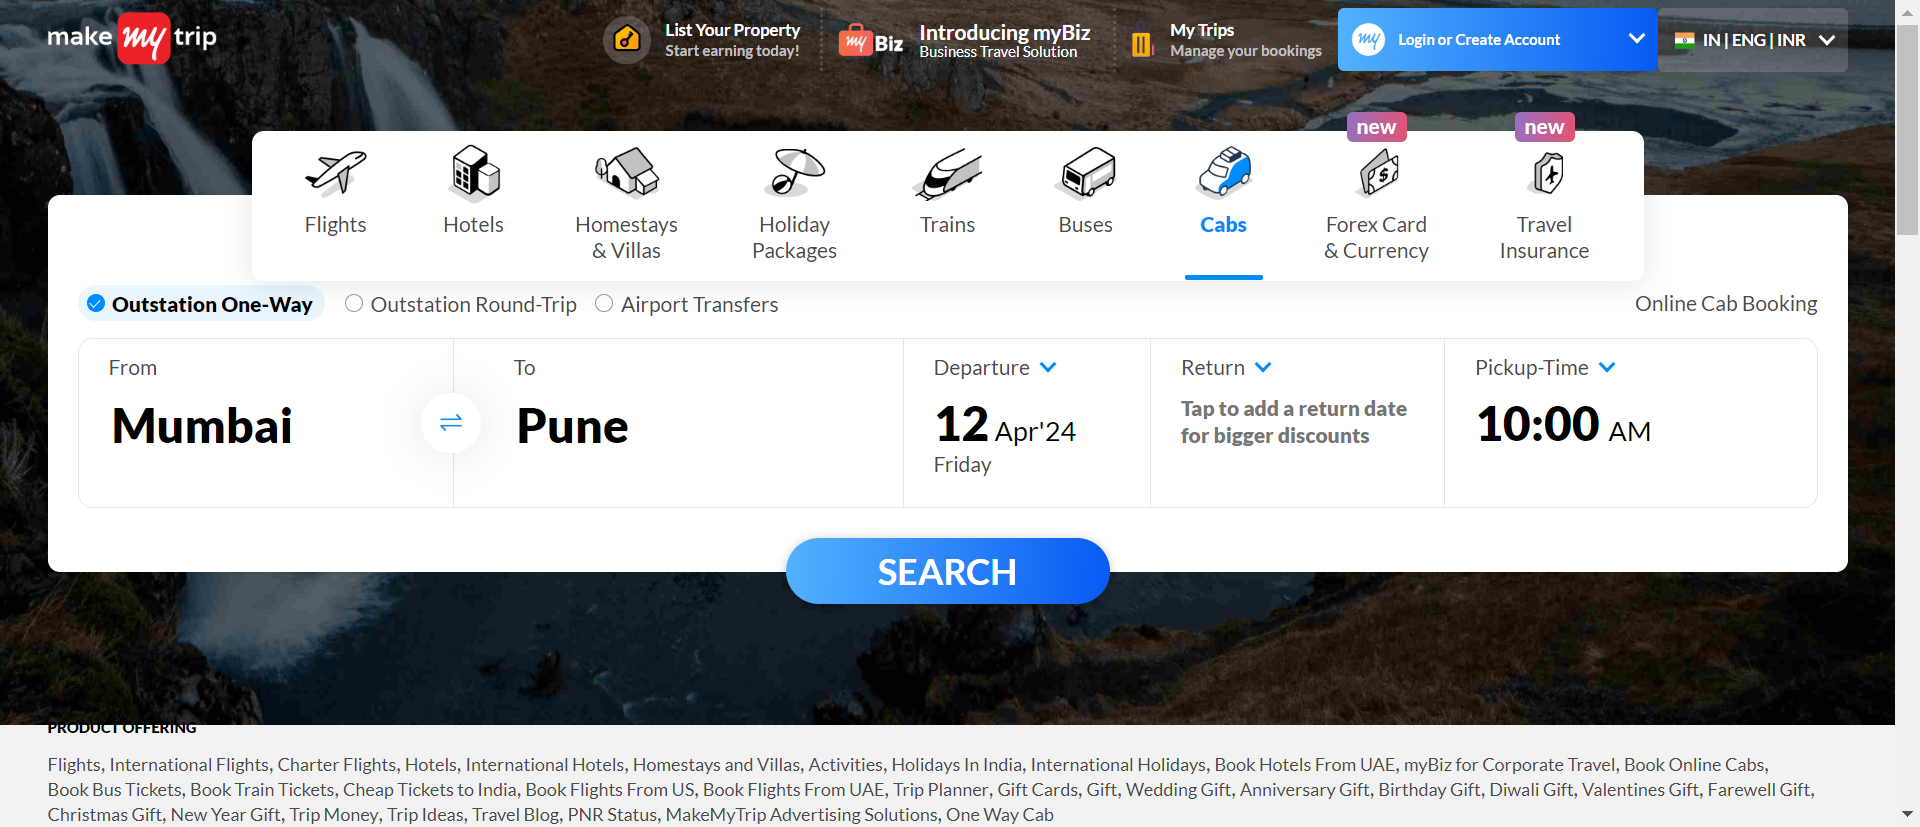 make my trip
List Your Property
Start earning today!
my Biz
Introducing myBiz
Business Travel Solution
My Trips
Manage your bookings
my
Login or Create Account
IN | ENG | INR
new
new
Flights
Hotels
Homestays
& Villas
Holiday
Packages
Trains
Buses
Cabs
Forex Card
& Currency
Travel
Insurance
Outstation One-Way
Outstation Round-Trip
Airport Transfers
Online Cab Booking
From
Mumbai
To
Pune
Departure
12 Apr'24
Friday
Return
Tap to add a return date
for bigger discounts
Pickup-Time
10:00 AM
SEARCH
PRODUCT OFFERING
Flights, International Flights, Charter Flights, Hotels, International Hotels, Homestays and Villas, Activities, Holidays In India, International Holidays, Book Hotels From UAE, myBiz for Corporate Travel, Book Online Cabs,
Book Bus Tickets, Book Train Tickets, Cheap Tickets to India, Book Flights From US, Book Flights From UAE, Trip Planner, Gift Cards, Gift, Wedding Gift, Anniversary Gift, Birthday Gift, Diwali Gift, Valentines Gift, Farewell Gift,
Christmas Gift, New Year Gift, Trip Money, Trip Ideas, Travel Blog, PNR Status, MakeMyTrip Advertising Solutions, One Way Cab